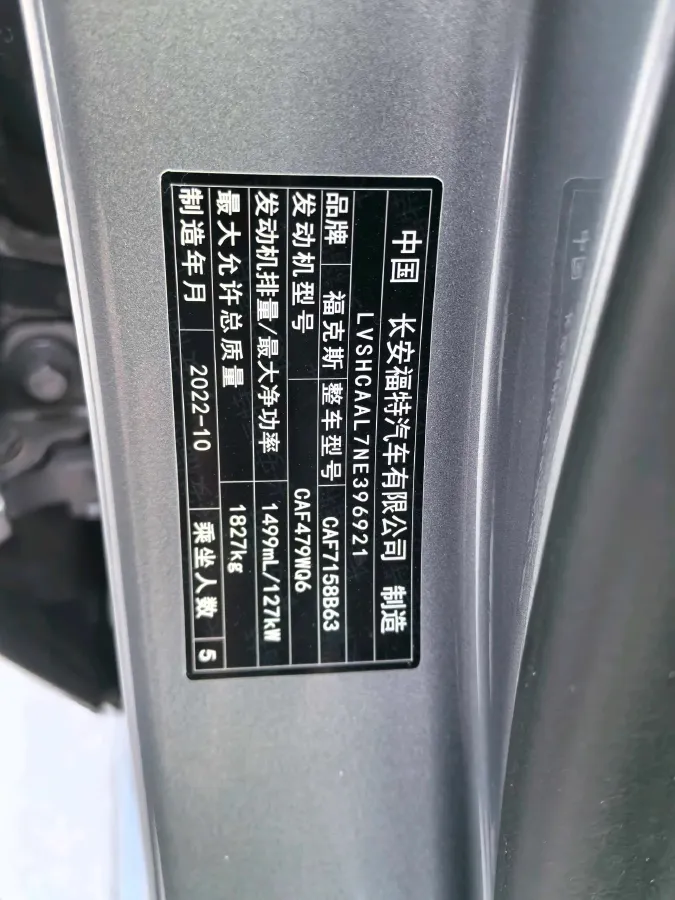 中国 长安福特汽车有限公司 制造
LVSHCAAL7NE396921
品牌 福克斯 整车型号 CAF7158B63
发动机型号 CAF479WQ6
发动机排量/最大净功率 1499mL/127kW
最大允许总质量 1827kg
制造年月 2022-10 乘坐人数 5